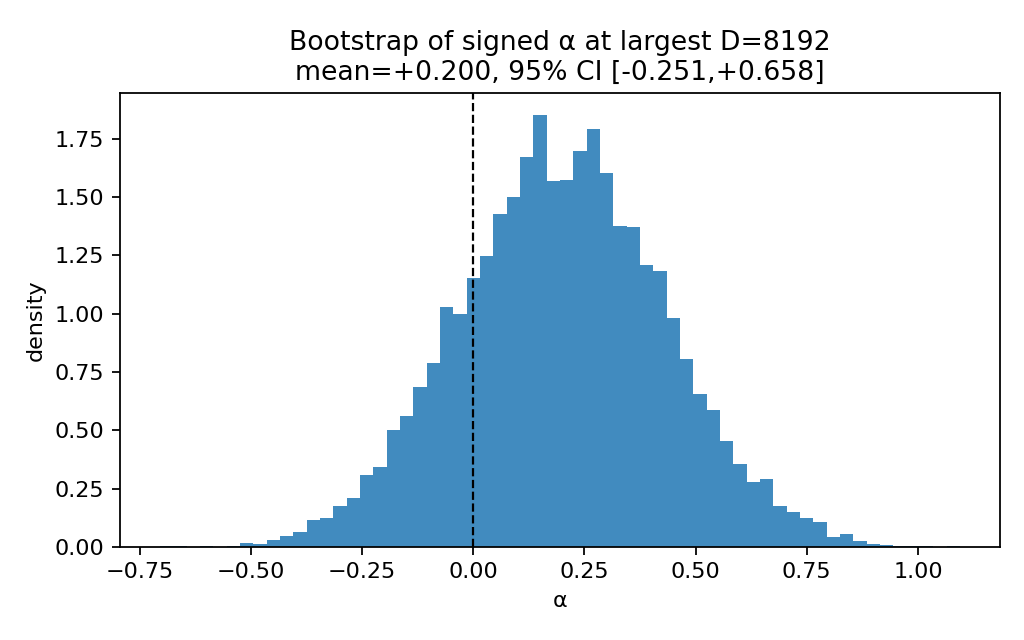 Bootstrap of signed α at largest D=8192
mean=+0.200, 95% CI [-0.251,+0.658]
1.75
1.50
1.25
1.00
0.75
0.50
0.25
0.00
density
−0.75 −0.50 −0.25 0.00 0.25 0.50 0.75 1.00
α